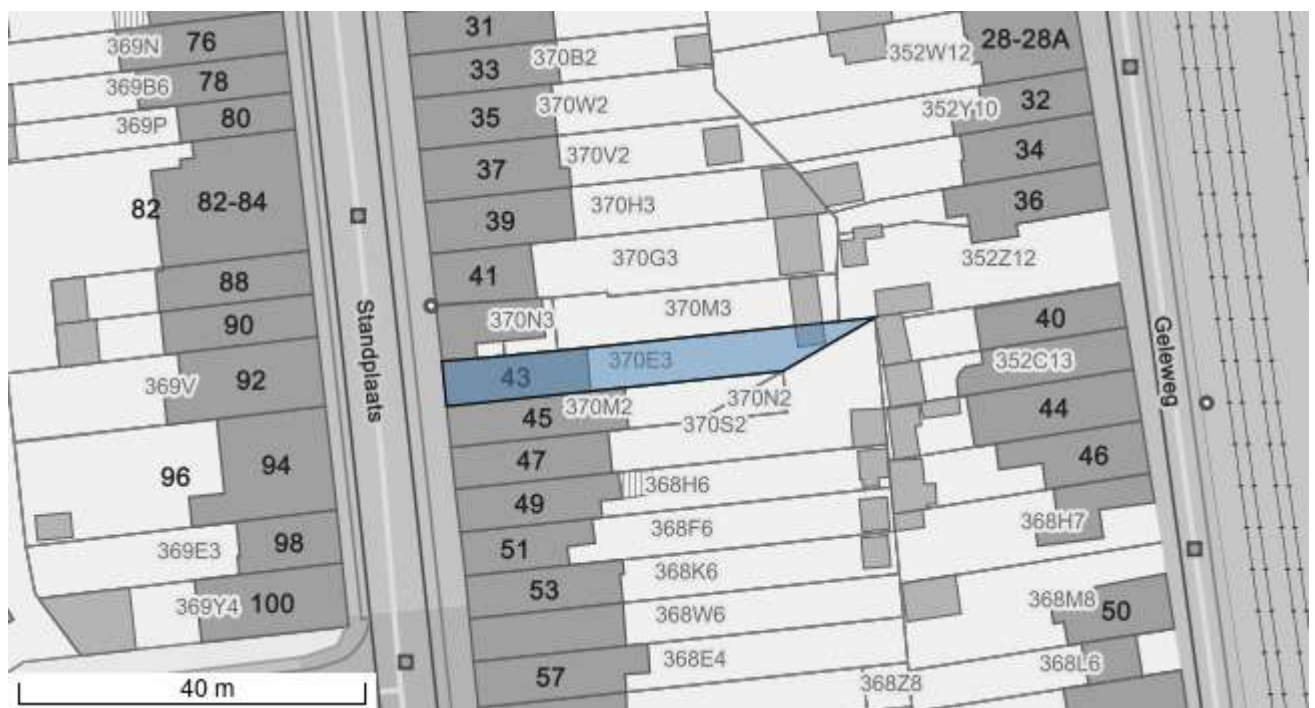 31
28-28A
369N
76
370B2
352W12
33
369B6
78
32
370W2
352Y10
35
80
369P
34
370V2
37
82
82-84
36
370H3
39
370G3
352Z12
41
88
370M3
370N3
40
90
Standplaats
Geleweg
370E3
352C13
43
92
369V
370N2
370M2
44
45
370S2
46
47
94
96
368H6
49
368H7
368F6
98
51
369E3
368K6
53
368M8
369Y4
100
50
368W6
368E4
368L6
57
368Z8
40 m